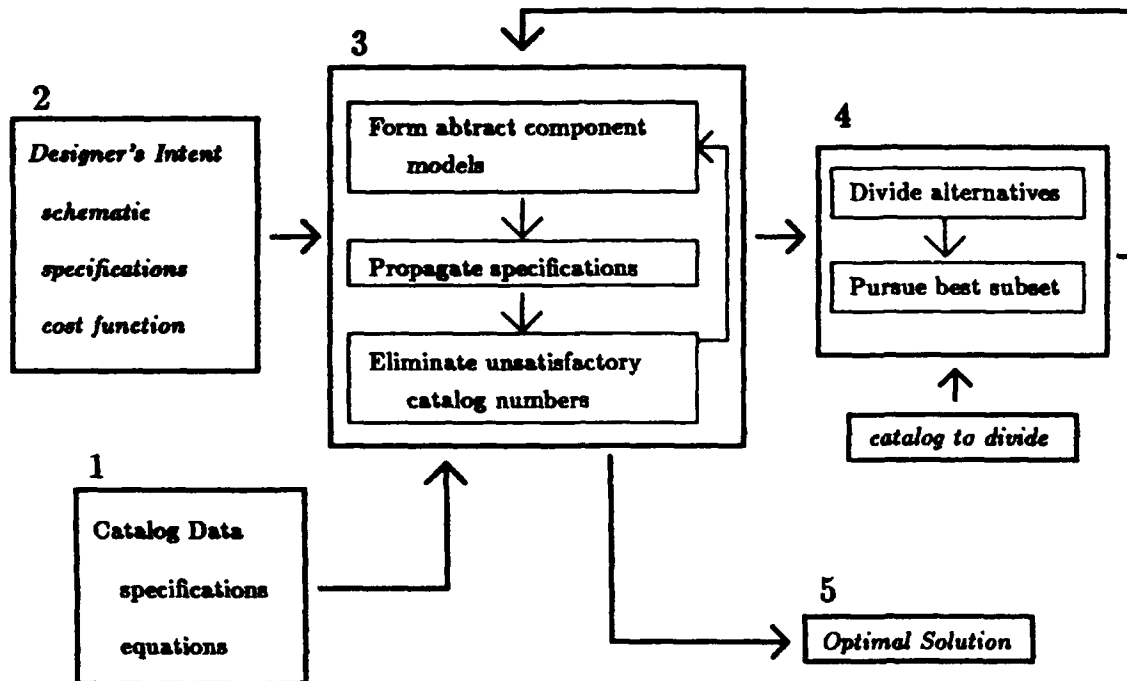 3
2
Designer's Intent
schematic
specifications
cost function
Form abtract component
models
Propagate specifications
Eliminate unsatisfactory
catalog numbers
4
Divide alternatives
Pursue best subset
catalog to divide
1
Catalog Data
specifications
equations
5
Optimal Solution